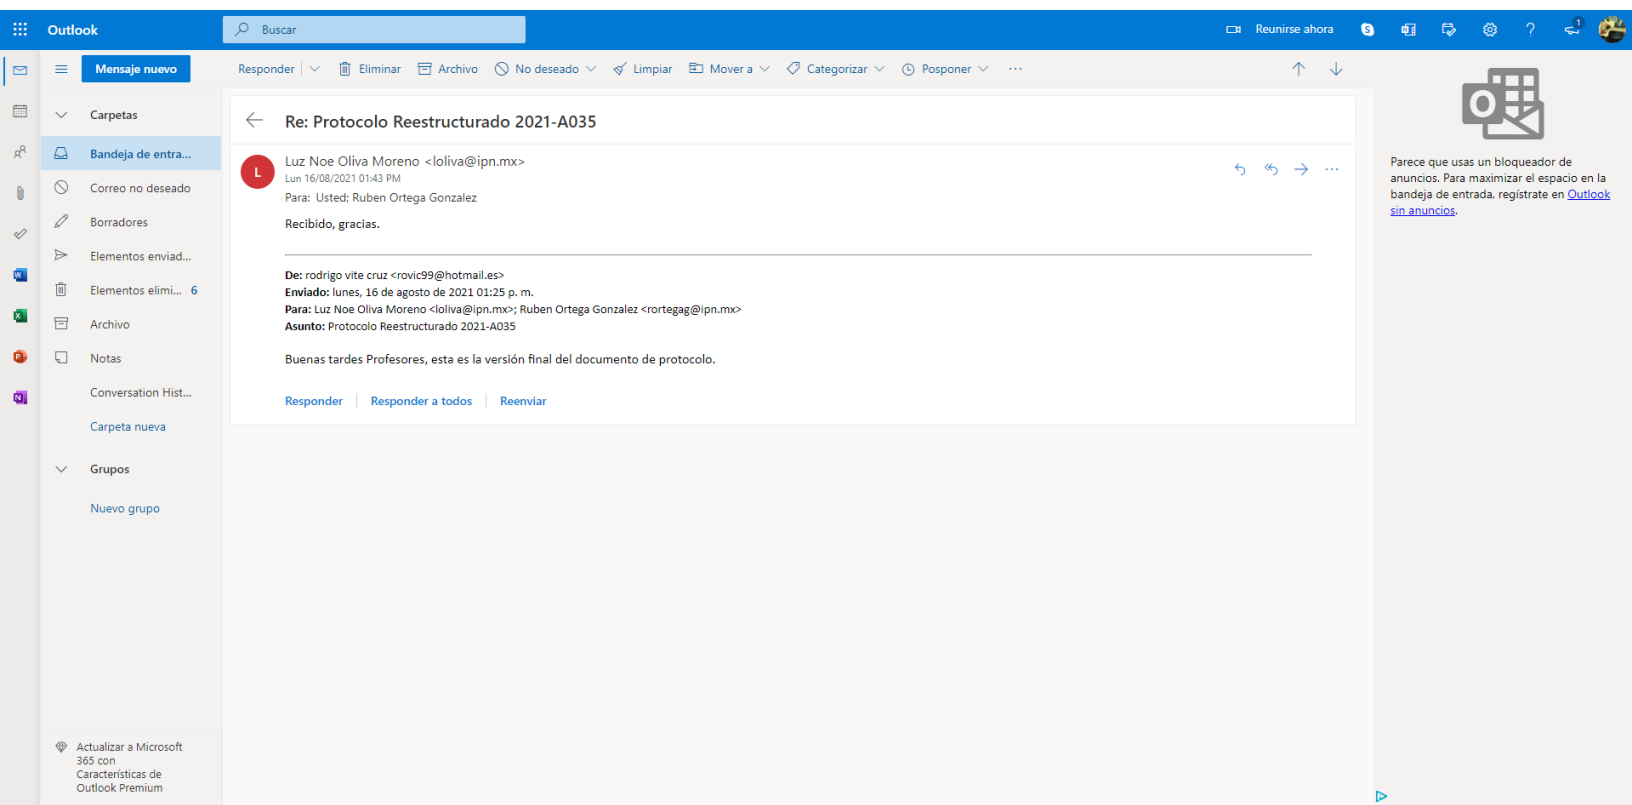 Outlook
Buscar
Reunirse ahora
1
Mensaje nuevo
Responder
Eliminar
Archivo
No deseado
Limpiar
Mover a
Categorizar
Posponer
Carpetas
Bandeja de entra...
Correo no deseado
Borradores
Elementos enviad...
Elementos elimi... 6
Archivo
Notas
Conversation Hist...
Carpeta nueva
Grupos
Nuevo grupo
Actualizar a Microsoft
365 con
Características de
Outlook Premium
Re: Protocolo Reestructurado 2021-A035
L
Luz Noe Oliva Moreno <loliva@ipn.mx>
Lun 16/08/2021 01:43 PM
Para: Usted; Ruben Ortega Gonzalez
Recibido, gracias.
De: rodrigo vite cruz <rovic99@hotmail.es>
Enviado: lunes, 16 de agosto de 2021 01:25 p. m.
Para: Luz Noe Oliva Moreno <loliva@ipn.mx>; Ruben Ortega Gonzalez <rortegag@ipn.mx>
Asunto: Protocolo Reestructurado 2021-A035
Buenas tardes Profesores, esta es la versión final del documento de protocolo.
Responder
Responder a todos
Reenviar
Parece que usas un bloqueador de
anuncios. Para maximizar el espacio en la
bandeja de entrada, regístrate en Outlook
sin anuncios.